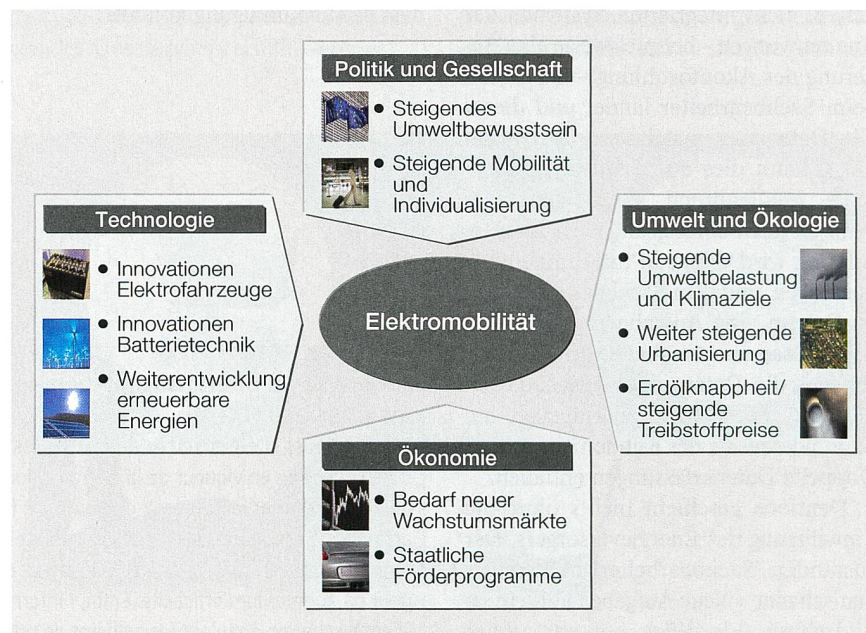 Politik und Gesellschaft
• Steigendes
Umweltbewusstsein
• Steigende Mobilität
und
Individualisierung
Technologie
• Innovationen
Elektrofahrzeuge
• Innovationen
Batterietechnik
• Weiterentwicklung
erneuerbare
Energien
Elektromobilität
Umwelt und Ökologie
• Steigende
Umweltbelastung
und Klimaziele
• Weiter steigende
Urbanisierung
• Erdölknappheit/
steigende
Treibstoffpreise
Ökonomie
• Bedarf neuer
Wachstumsmärkte
• Staatliche
Förderprogramme